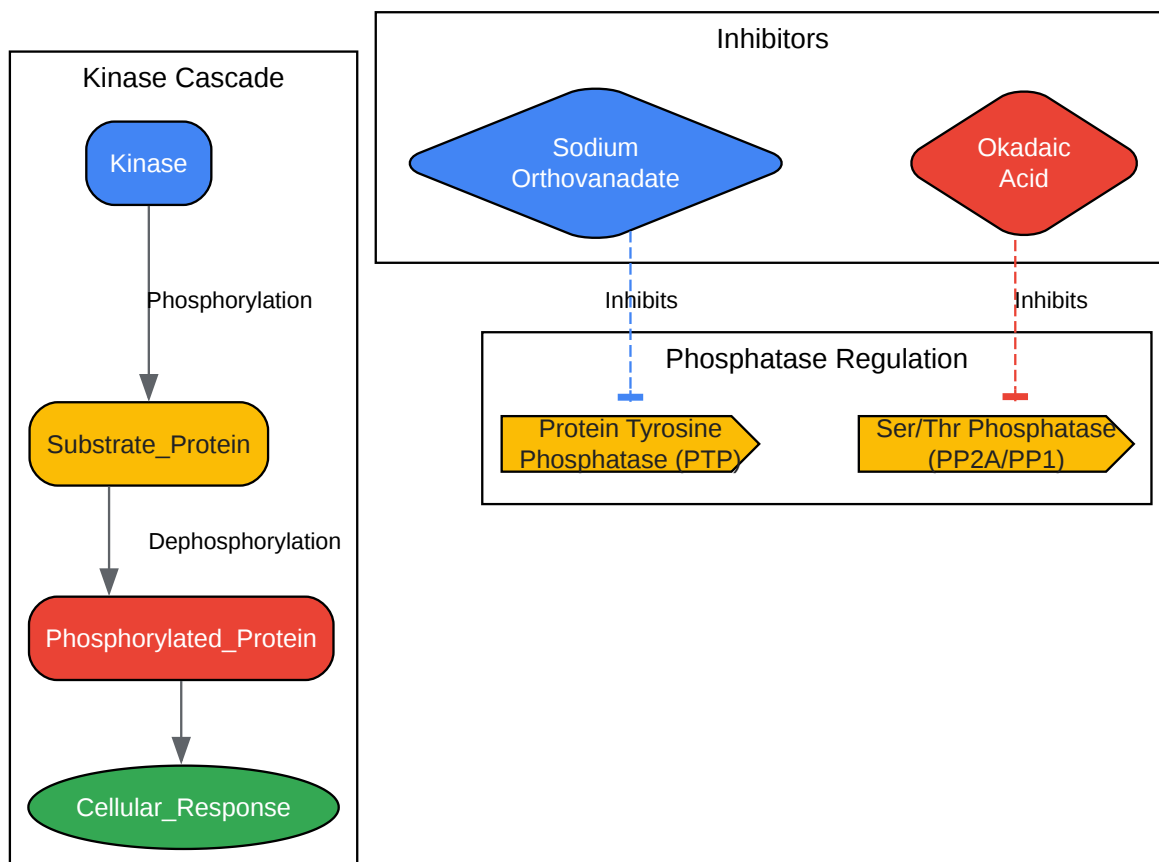 Inhibitors
Kinase Cascade
Kinase
Sodium
Orthovanadate
Okadaic
Acid
Phosphorylation
Inhibits
Inhibits
Phosphatase Regulation
Substrate_Protein
Protein Tyrosine
Phosphatase (PTP)
Ser/Thr Phosphatase
(PP2A/PP1)
Dephosphorylation
Phosphorylated_Protein
Cellular_Response